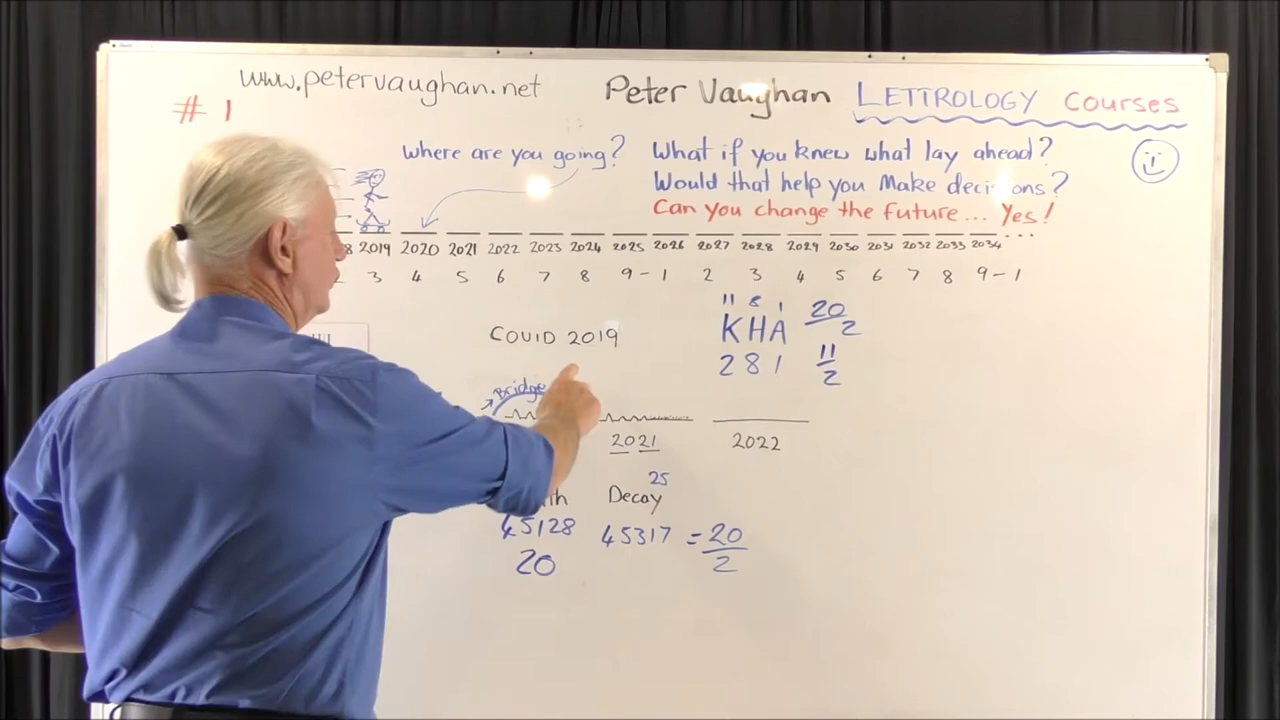 www.petervaughan.net
Peter Vaughan LETTROLOGY Courses
# 1
where are you going?
What if you knew what lay ahead?
Would that help you Make decisions?
Can you change the future... Yes!
2019 2020 2021 2022 2023 2024 2025 2026 2027 2028 2029 2030 2031 2032 2033 2034 ...
3 4 5 6 7 8 9-1 2 3 4 5 6 7 8 9-1
11 8 1 20
KHA 2
281 11
2
COVID 2019
Bridge
2021 2022
25
Decay
45128 45317 = 20
20 2